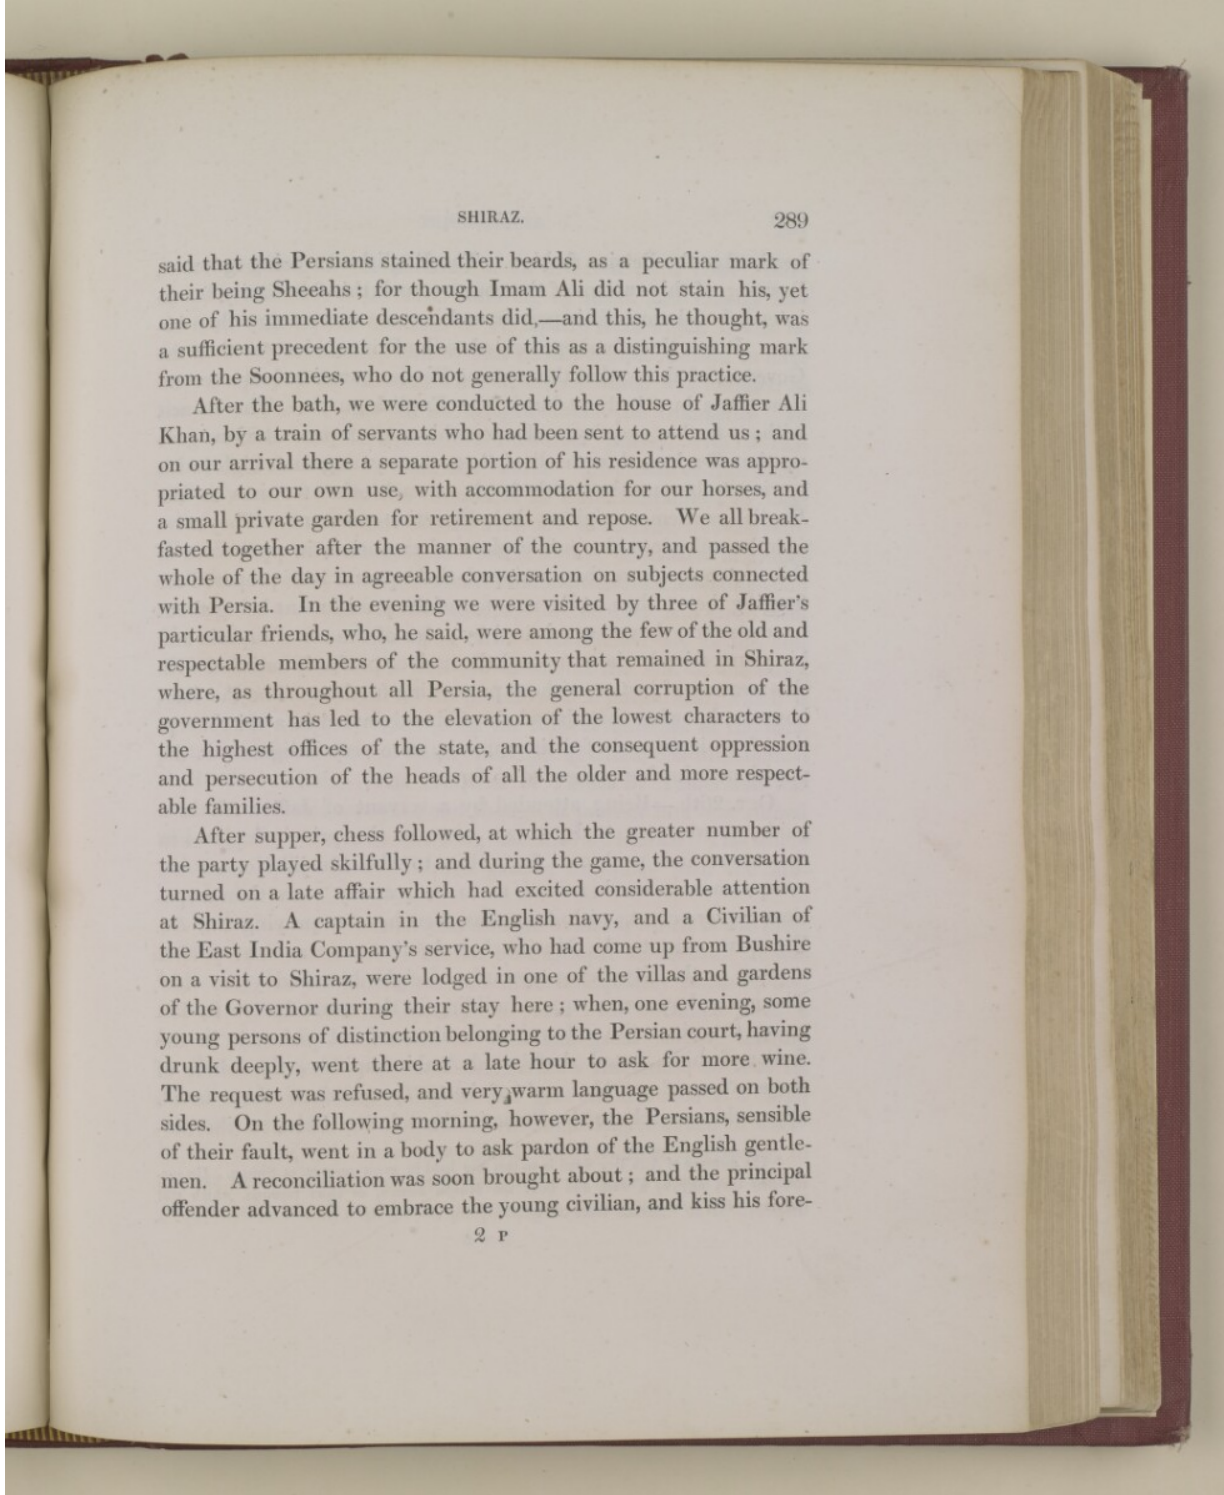 SHIRAZ. 289
said that the Persians stained their beards, as a peculiar mark of
their being Sheeahs ; for though Imam Ali did not stain his, yet
one of his immediate descendants did,—and this, he thought, was
a sufficient precedent for the use of this as a distinguishing mark
from the Soonnees, who do not generally follow this practice.
After the bath, we were conducted to the house of Jaffier Ali
Khan, by a train of servants who had been sent to attend us ; and
on our arrival there a separate portion of his residence was appro-
priated to our own use, with accommodation for our horses, and
a small private garden for retirement and repose. We all break-
fasted together after the manner of the country, and passed the
whole of the day in agreeable conversation on subjects connected
with Persia. In the evening we were visited by three of Jaffier's
particular friends, who, he said, were among the few of the old and
respectable members of the community that remained in Shiraz,
where, as throughout all Persia, the general corruption of the
government has led to the elevation of the lowest characters to
the highest offices of the state, and the consequent oppression
and persecution of the heads of all the older and more respect-
able families.
After supper, chess followed, at which the greater number of
the party played skilfully ; and during the game, the conversation
turned on a late affair which had excited considerable attention
at Shiraz. A captain in the English navy, and a Civilian of
the East India Company's service, who had come up from Bushire
on a visit to Shiraz, were lodged in one of the villas and gardens
of the Governor during their stay here ; when, one evening, some
young persons of distinction belonging to the Persian court, having
drunk deeply, went there at a late hour to ask for more wine.
The request was refused, and very warm language passed on both
sides. On the following morning, however, the Persians, sensible
of their fault, went in a body to ask pardon of the English gentle-
men. A reconciliation was soon brought about ; and the principal
offender advanced to embrace the young civilian, and kiss his fore-
2 P